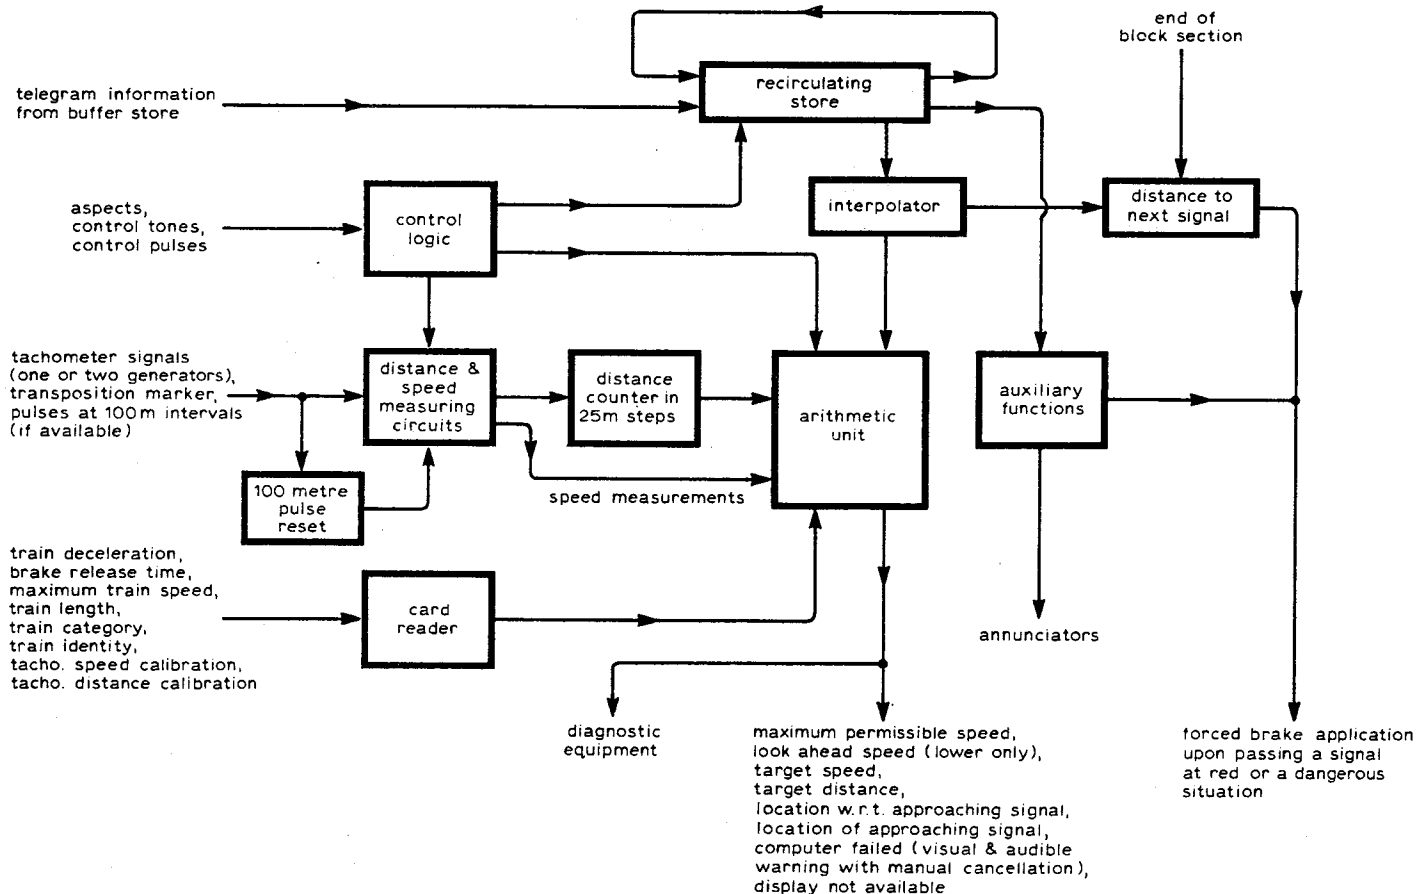 end of
block section
recirculating
store
telegram information
from buffer store
interpolator
distance to
next signal
aspects,
control tones,
control pulses
control
logic
tachometer signals
(one or two generators),
transposition marker,
pulses at 100m intervals
(if available)
distance &
speed
measuring
circuits
distance
counter in
25m steps
arithmetic
unit
auxiliary
functions
speed measurements
100 metre
pulse
reset
train deceleration,
brake release time,
maximum train speed,
train length,
train category,
train identity,
tacho. speed calibration,
tacho. distance calibration
card
reader
annunciators
diagnostic
equipment
maximum permissible speed,
look ahead speed (lower only),
target speed,
target distance,
location w.r.t. approaching signal,
location of approaching signal,
computer failed (visual & audible
warning with manual cancellation),
display not available
forced brake application
upon passing a signal
at red or a dangerous
situation